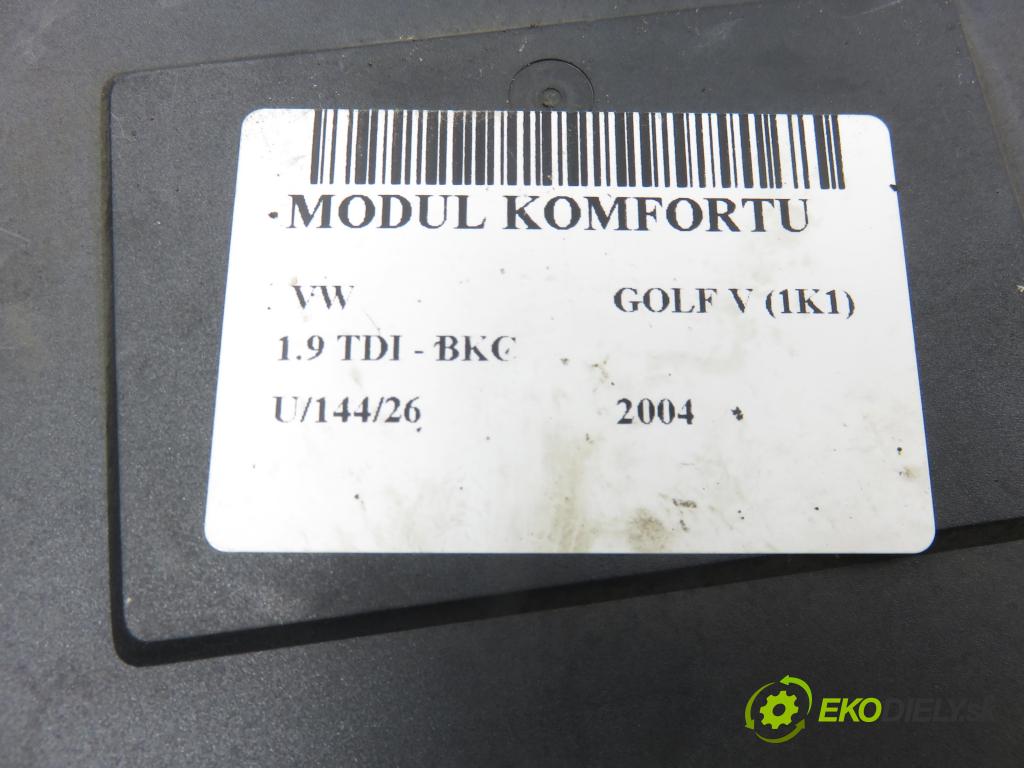 MODUL KOMFORTU
VW GOLF V (1K1)
1.9 TDI - BKC
U/144/26 2004
EKODIELY.sk